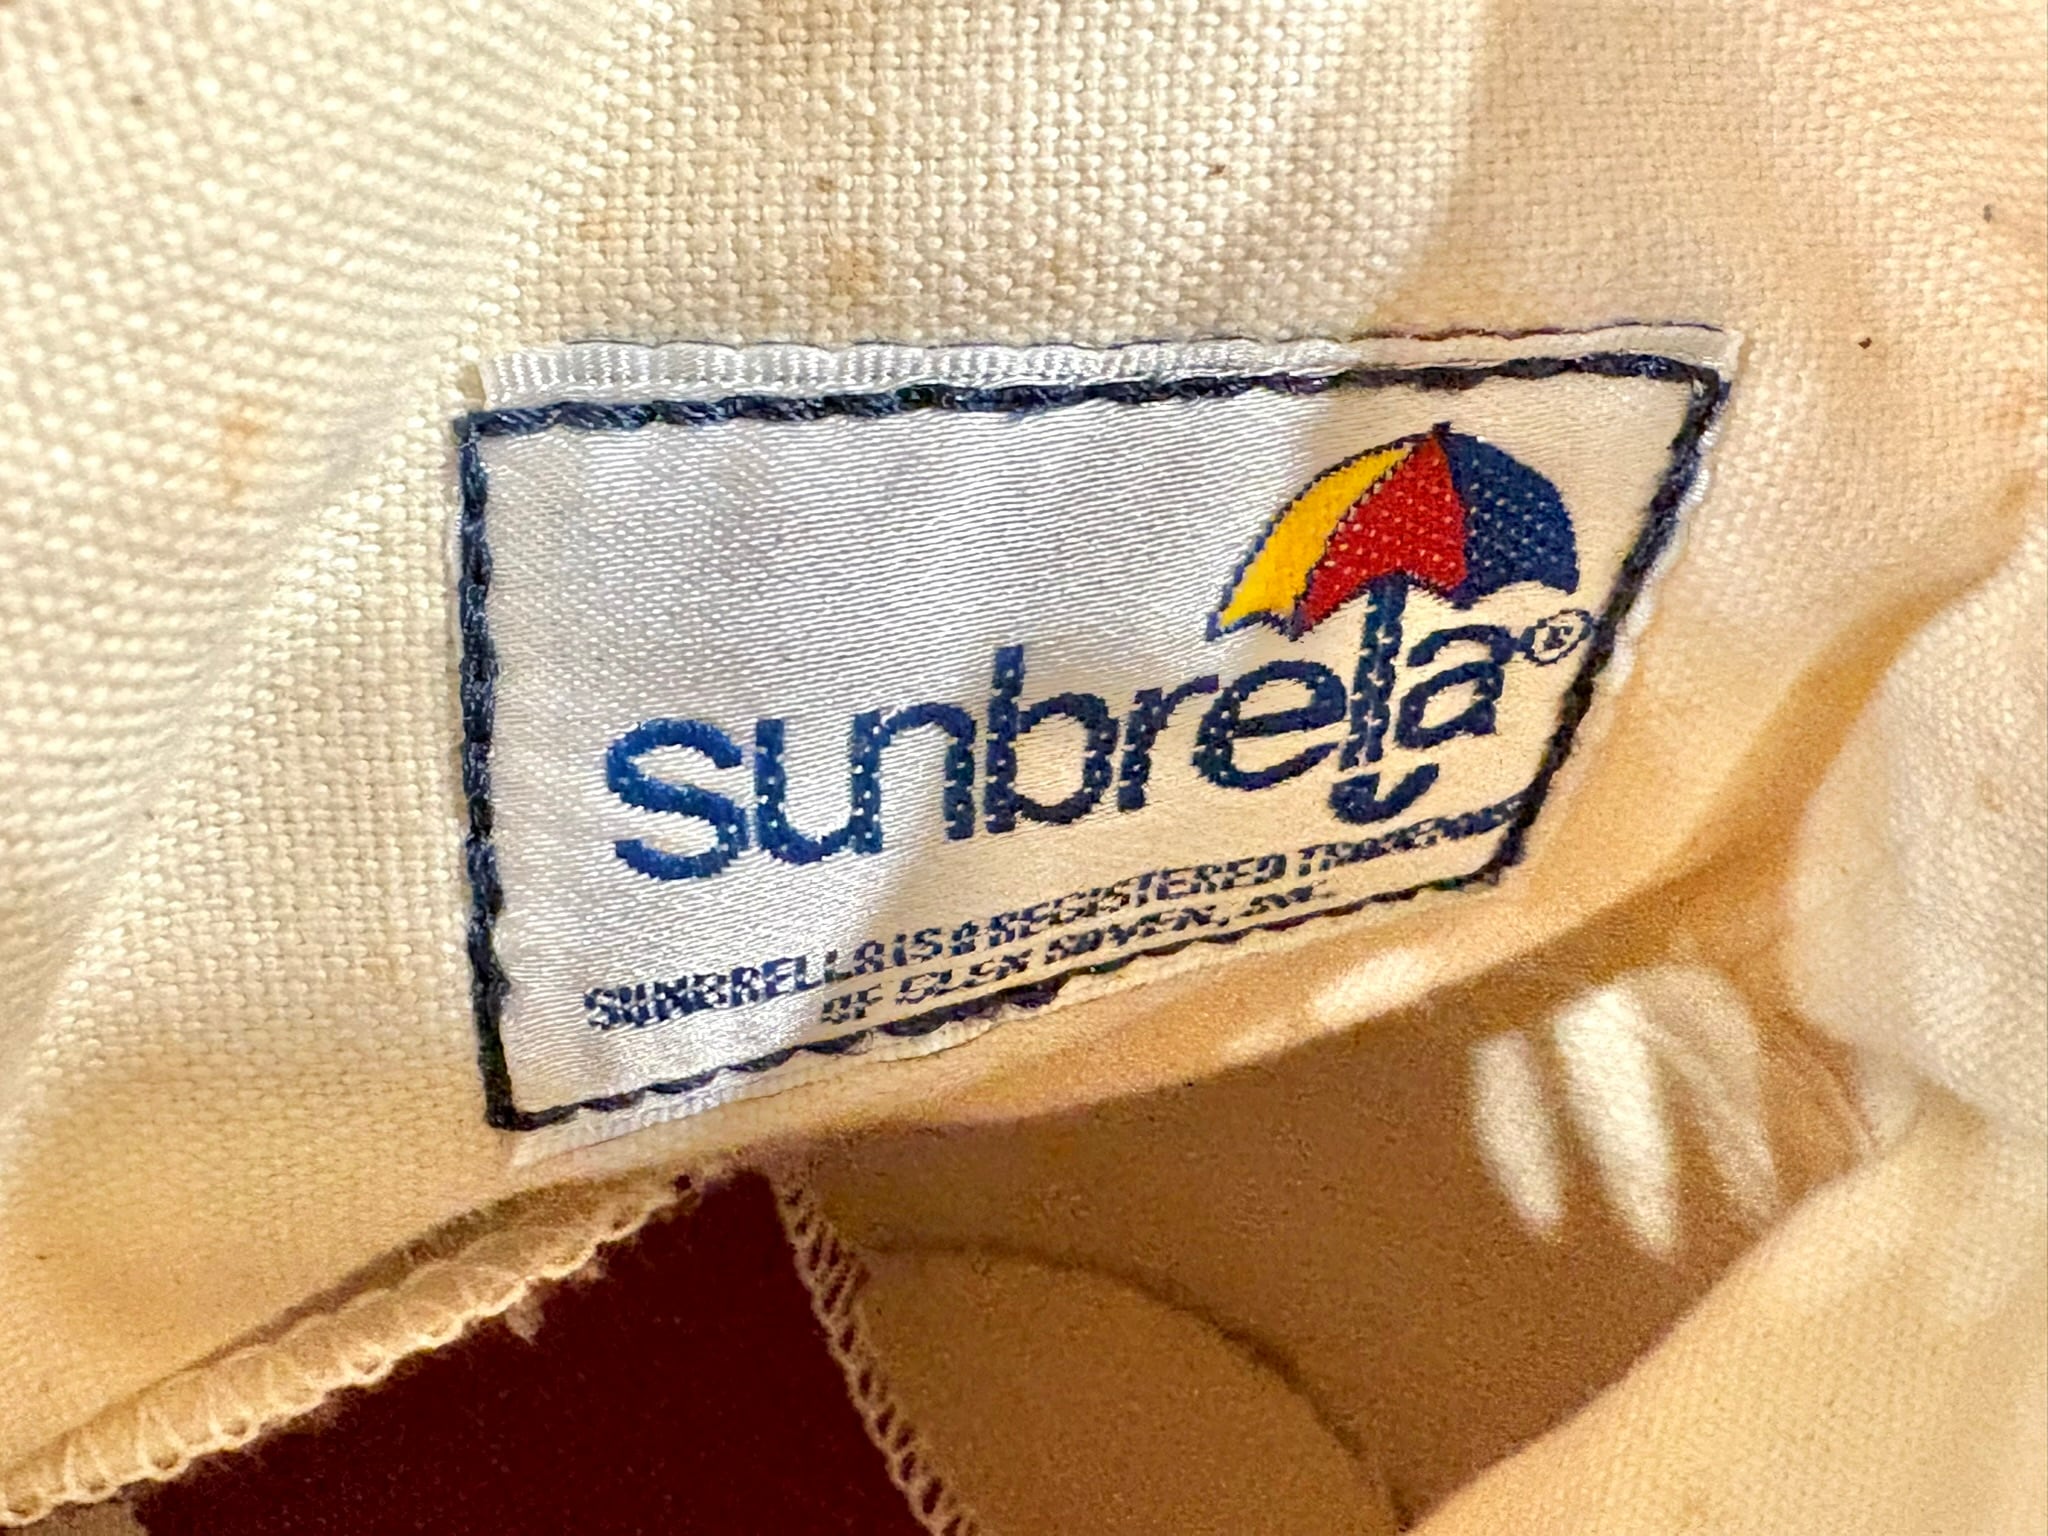 sunbrella®
SUNBRELLA IS A REGISTERED TRADEMARK
OF GLEN RAVEN, INC.